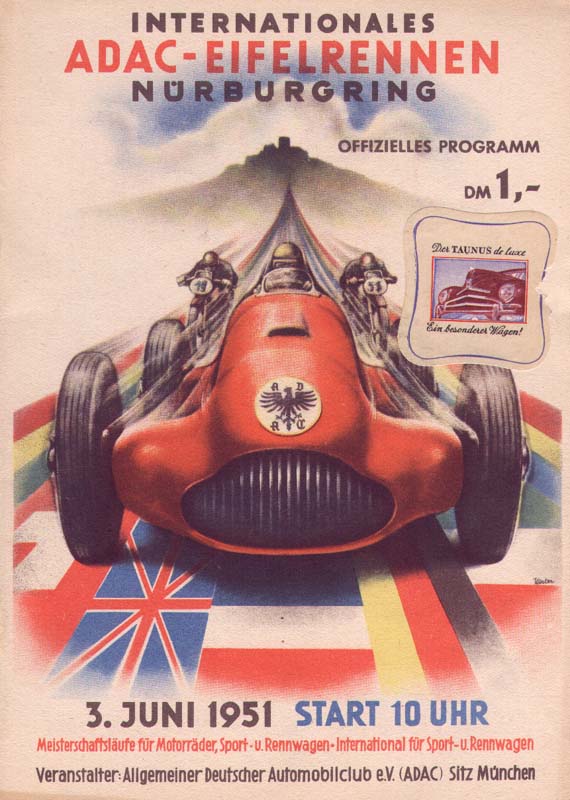 INTERNATIONALES
ADAC-EIFELRENNEN
NÜRBURGRING
OFFIZIELLES PROGRAMM
DM 1,-
Der TAUNUS de luxe
Ein besonderer Wagen!
A D
A C
3. JUNI 1951 START 10 UHR
Meisterschaftsläufe für Motorräder, Sport- u. Rennwagen • International für Sport- u. Rennwagen
Veranstalter: Allgemeiner Deutscher Automobilclub e.V. (ADAC) Sitz München